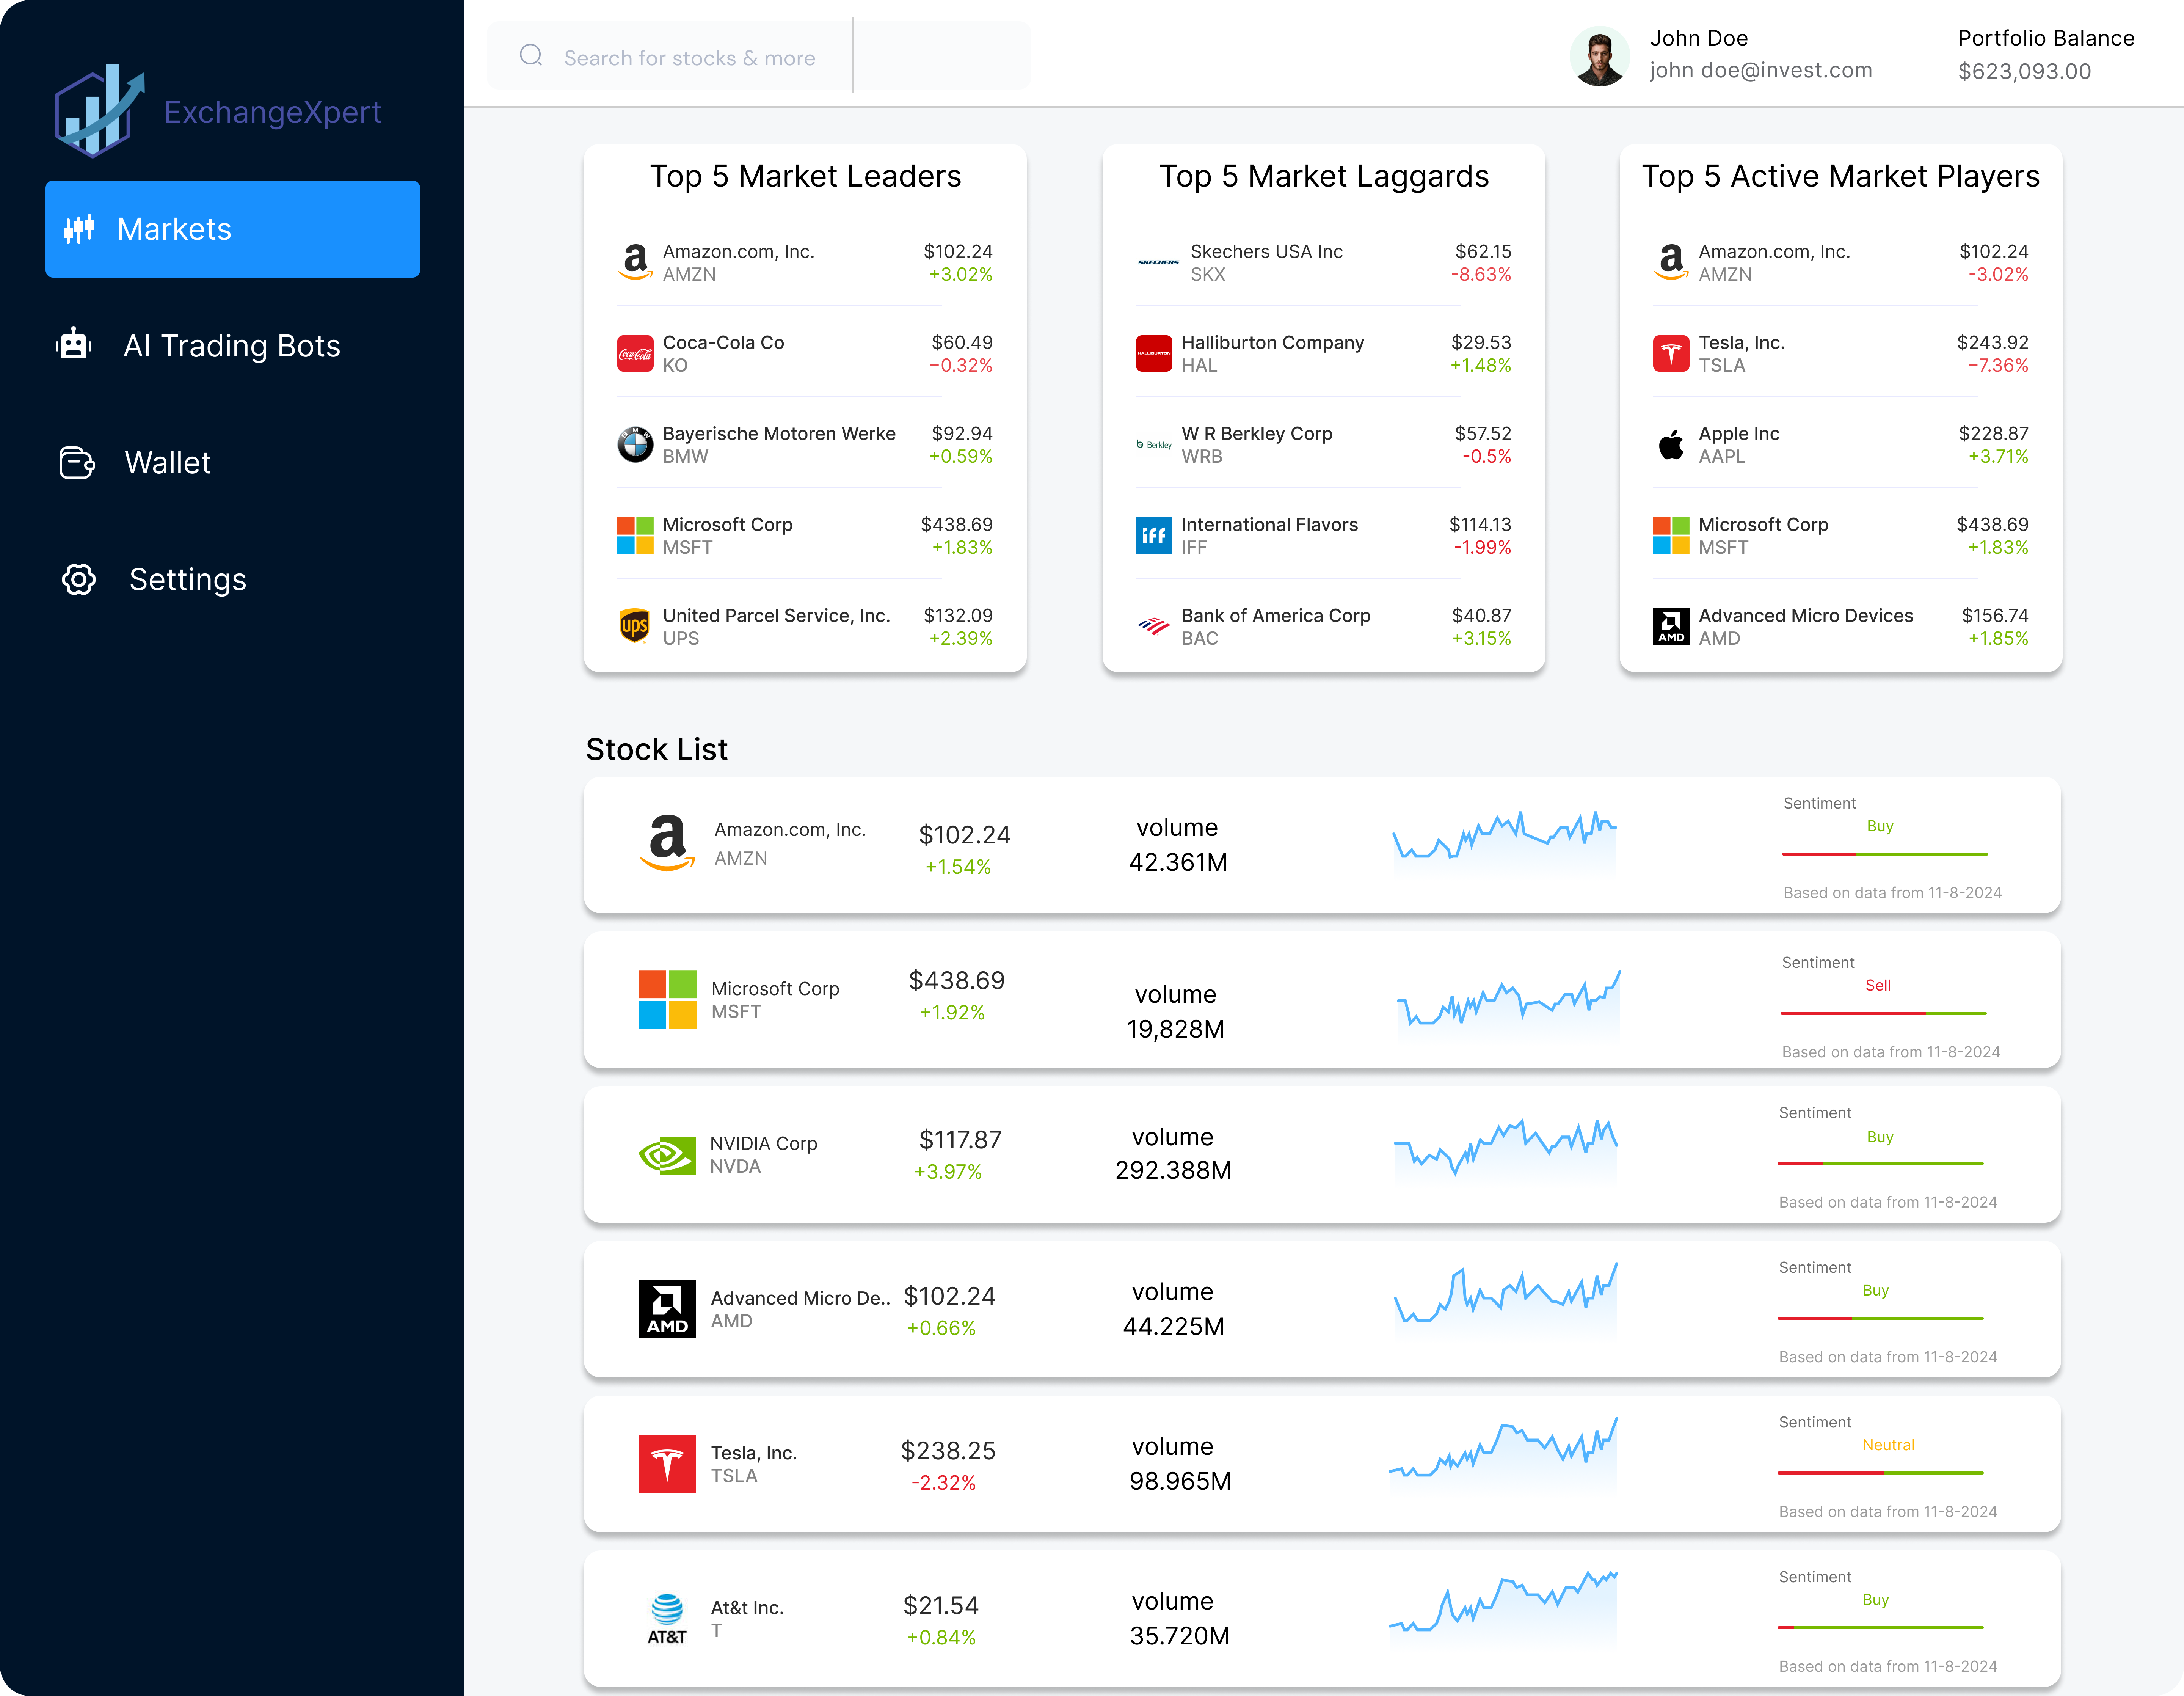 ExchangeXpert
Markets
AI Trading Bots
Wallet
Settings
Search for stocks & more
John Doe
john doe@invest.com
Portfolio Balance
$623,093.00
Top 5 Market Leaders
Amazon.com, Inc. $102.24
AMZN +3.02%
Coca-Cola
Coca-Cola Co $60.49
KO −0.32%
BMW
Bayerische Motoren Werke $92.94
BMW +0.59%
Microsoft Corp $438.69
MSFT +1.83%
ups
United Parcel Service, Inc. $132.09
UPS +2.39%
Top 5 Market Laggards
SKECHERS
Skechers USA Inc $62.15
SKX -8.63%
HALLIBURTON
Halliburton Company $29.53
HAL +1.48%
Berkley
W R Berkley Corp $57.52
WRB -0.5%
iff
International Flavors $114.13
IFF -1.99%
Bank of America Corp $40.87
BAC +3.15%
Top 5 Active Market Players
Amazon.com, Inc. $102.24
AMZN -3.02%
Tesla, Inc. $243.92
TSLA −7.36%
Apple Inc $228.87
AAPL +3.71%
Microsoft Corp $438.69
MSFT +1.83%
AMD
Advanced Micro Devices $156.74
AMD +1.85%
Stock List
Amazon.com, Inc.
AMZN
$102.24
+1.54%
volume
42.361M
Sentiment
Buy
Based on data from 11-8-2024
Microsoft Corp
MSFT
$438.69
+1.92%
volume
19,828M
Sentiment
Sell
Based on data from 11-8-2024
NVIDIA Corp
NVDA
$117.87
+3.97%
volume
292.388M
Sentiment
Buy
Based on data from 11-8-2024
AMD
Advanced Micro De..
AMD
$102.24
+0.66%
volume
44.225M
Sentiment
Buy
Based on data from 11-8-2024
Tesla, Inc.
TSLA
$238.25
-2.32%
volume
98.965M
Sentiment
Neutral
Based on data from 11-8-2024
AT&T
At&t Inc.
T
$21.54
+0.84%
volume
35.720M
Sentiment
Buy
Based on data from 11-8-2024